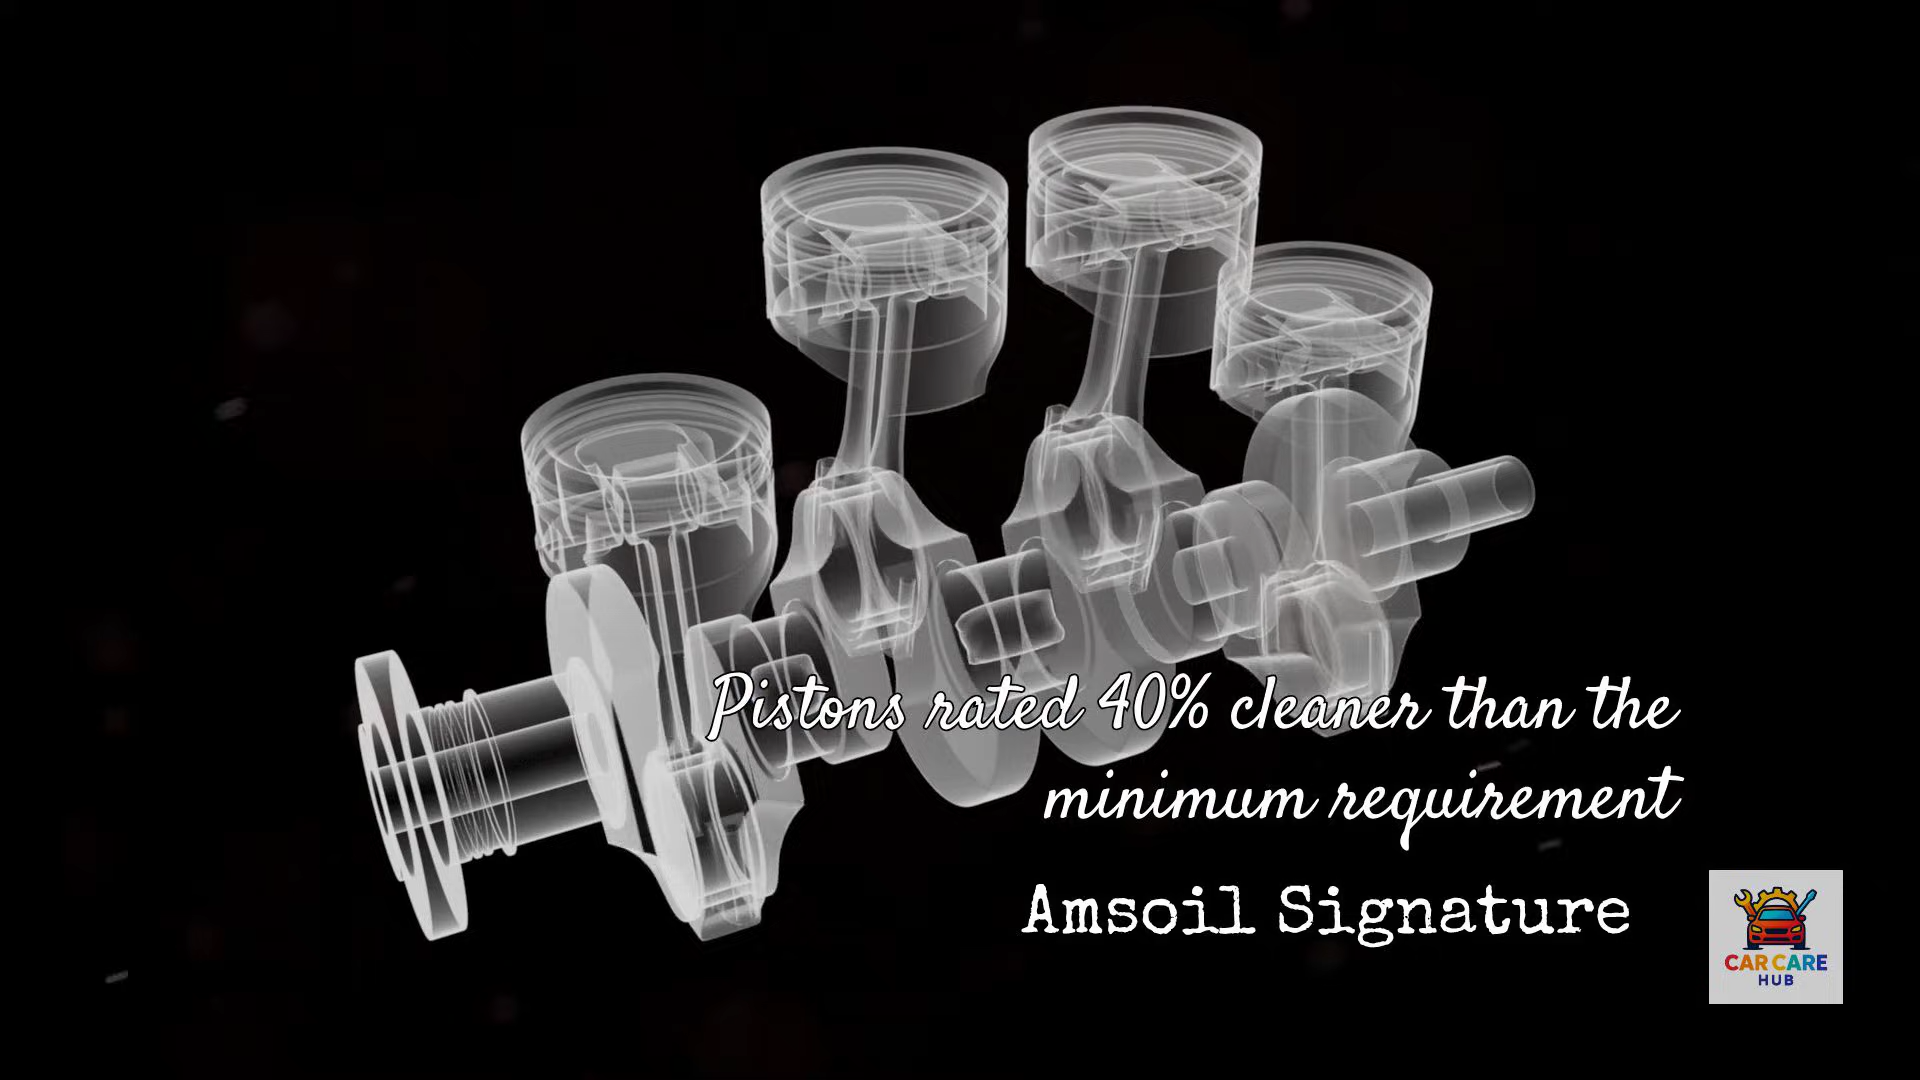 Pistons rated 40% cleaner than the
minimum requirement
Amsoil Signature
CAR CARE
HUB